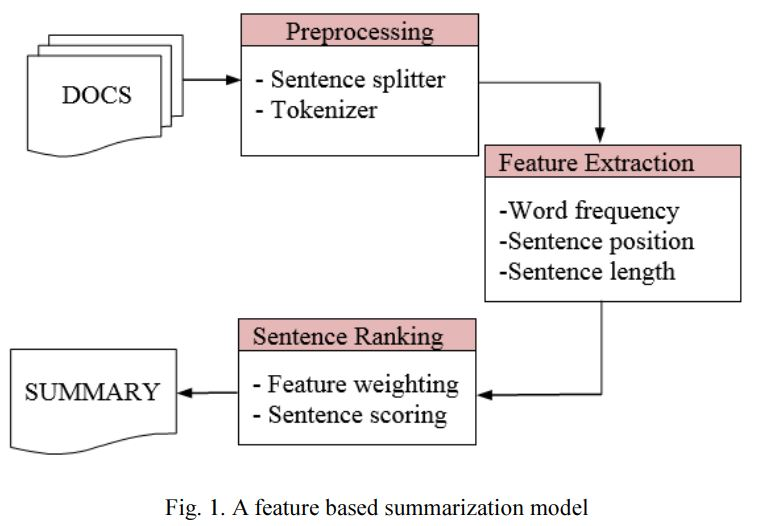 DOCS
Preprocessing
- Sentence splitter
- Tokenizer
Feature Extraction
-Word frequency
-Sentence position
-Sentence length
Sentence Ranking
- Feature weighting
- Sentence scoring
SUMMARY
Fig. 1. A feature based summarization model